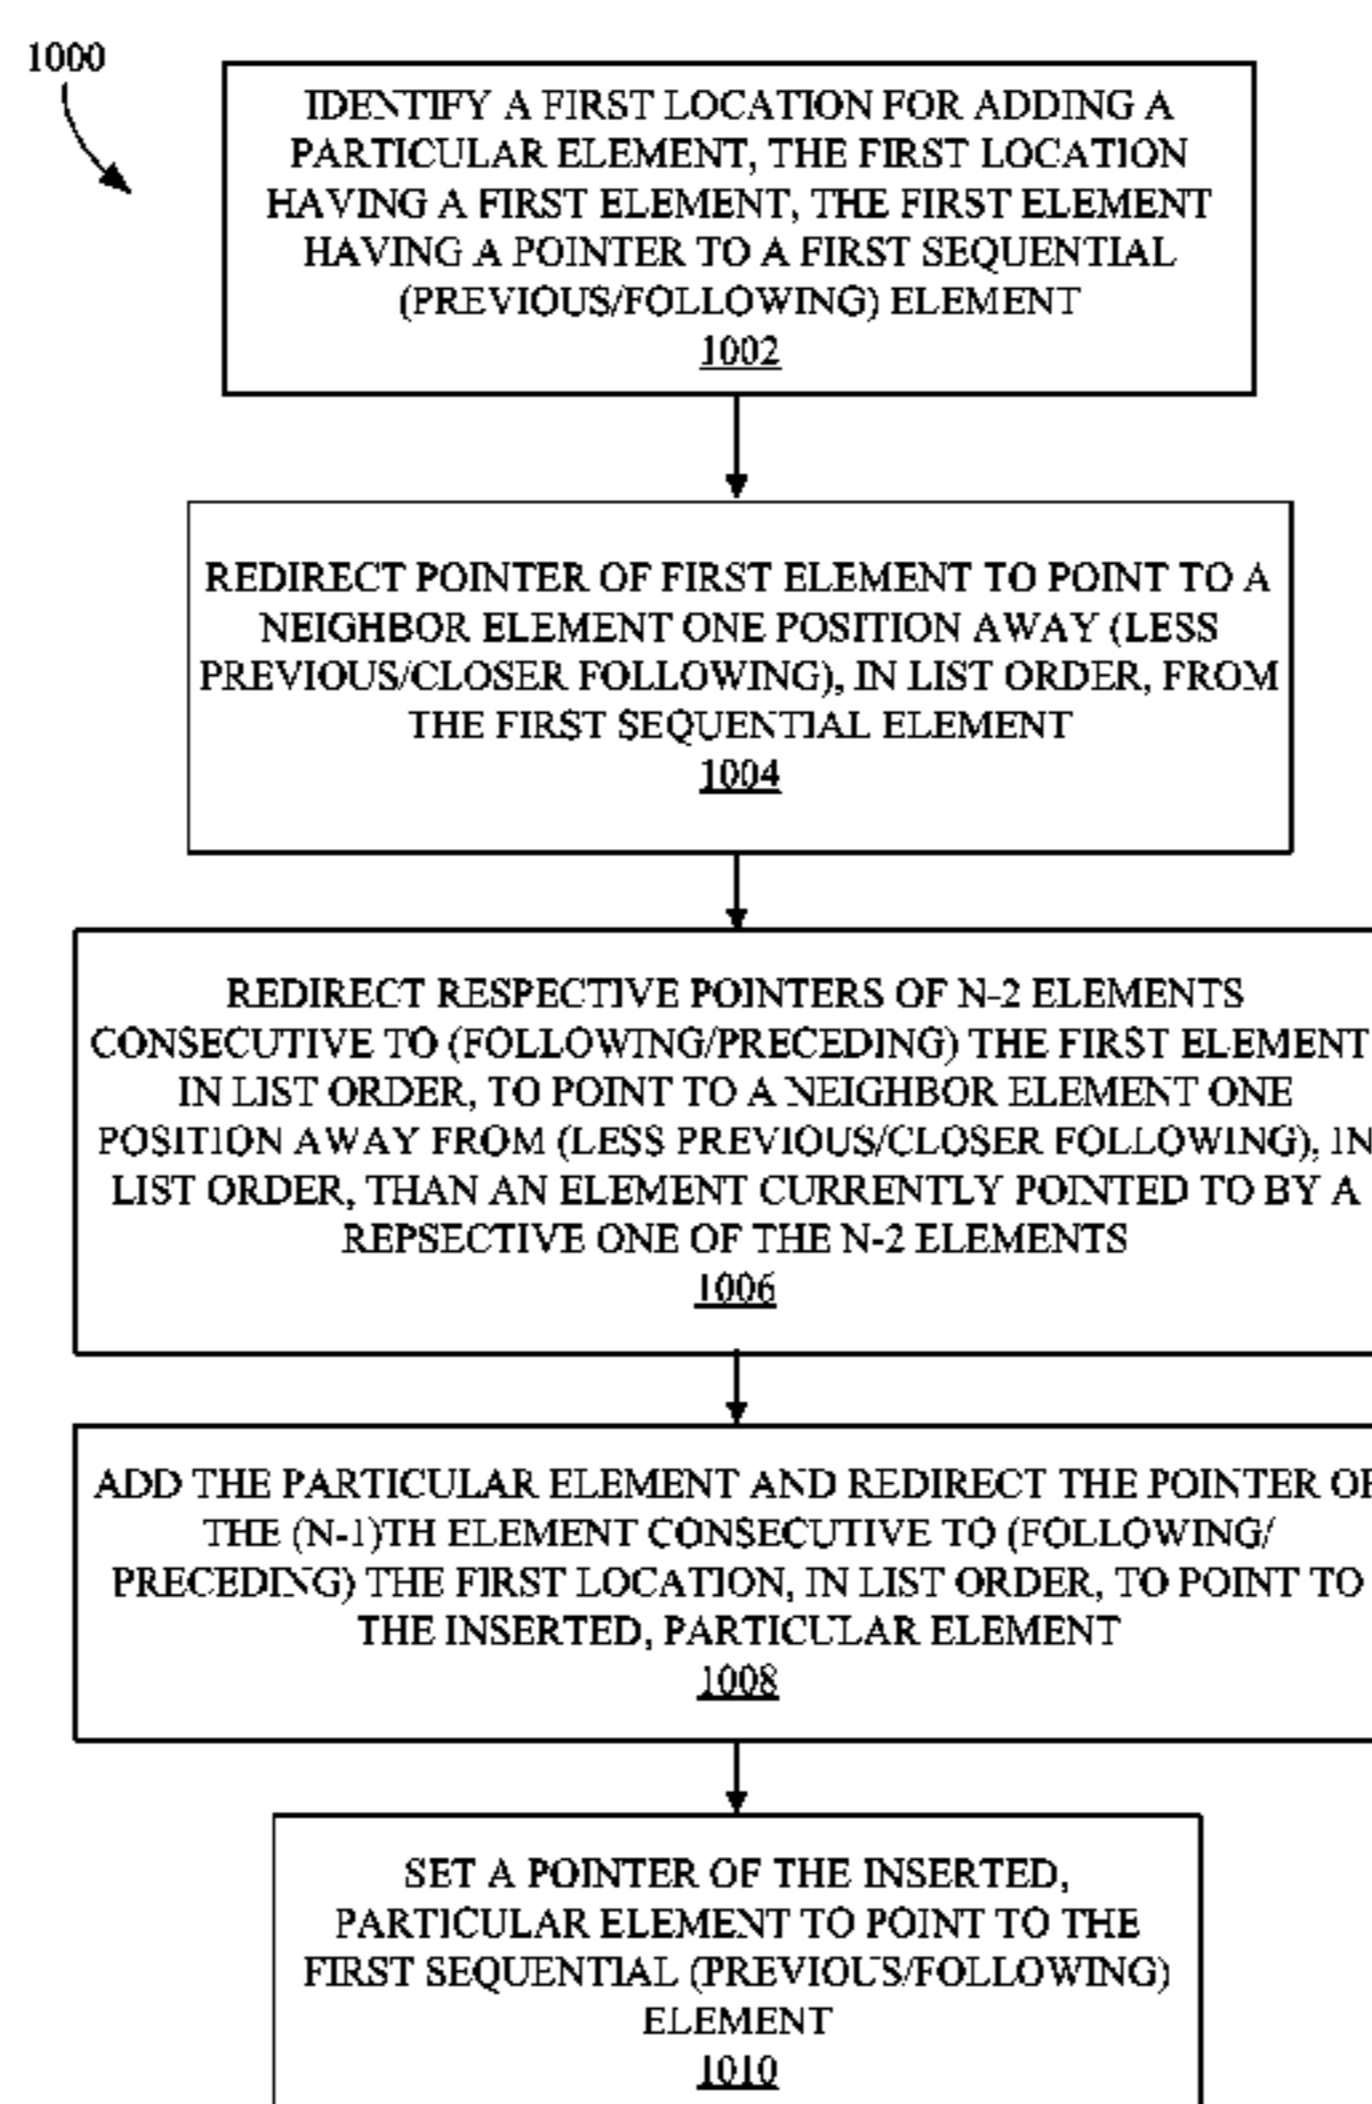 1000
IDENTIFY A FIRST LOCATION FOR ADDING A
PARTICULAR ELEMENT, THE FIRST LOCATION
HAVING A FIRST ELEMENT, THE FIRST ELEMENT
HAVING A POINTER TO A FIRST SEQUENTIAL
(PREVIOUS/FOLLOWING) ELEMENT
1002
REDIRECT POINTER OF FIRST ELEMENT TO POINT TO A
NEIGHBOR ELEMENT ONE POSITION AWAY (LESS
PREVIOUS/CLOSER FOLLOWING), IN LIST ORDER, FROM
THE FIRST SEQUENTIAL ELEMENT
1004
REDIRECT RESPECTIVE POINTERS OF N-2 ELEMENTS
CONSECUTIVE TO (FOLLOWING/PRECEDING) THE FIRST ELEMENT
IN LIST ORDER, TO POINT TO A NEIGHBOR ELEMENT ONE
POSITION AWAY FROM (LESS PREVIOUS/CLOSER FOLLOWING), IN
LIST ORDER, THAN AN ELEMENT CURRENTLY POINTED TO BY A
REPSECTIVE ONE OF THE N-2 ELEMENTS
1006
ADD THE PARTICULAR ELEMENT AND REDIRECT THE POINTER OF
THE (N-1)TH ELEMENT CONSECUTIVE TO (FOLLOWING/
PRECEDING) THE FIRST LOCATION, IN LIST ORDER, TO POINT TO
THE INSERTED, PARTICULAR ELEMENT
1008
SET A POINTER OF THE INSERTED,
PARTICULAR ELEMENT TO POINT TO THE
FIRST SEQUENTIAL (PREVIOUS/FOLLOWING)
ELEMENT
1010